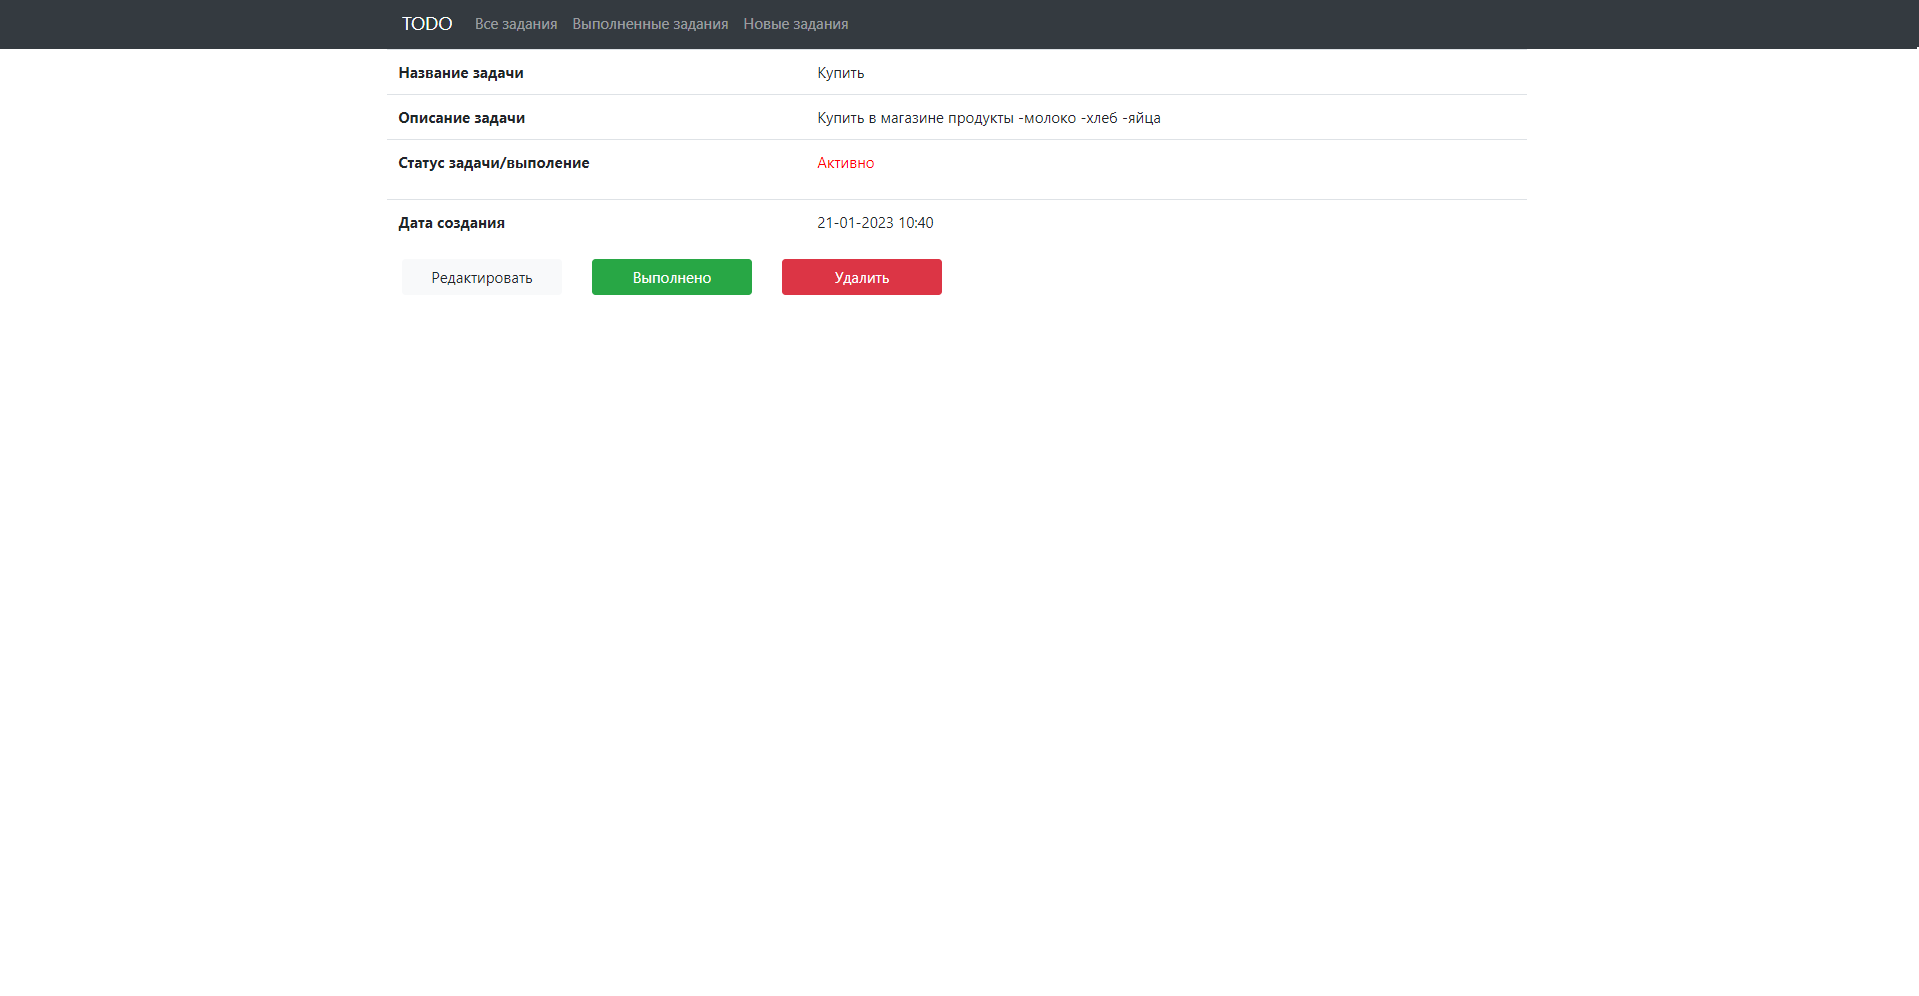 TODO Все задания Выполненные задания Новые задания
Название задачи Купить
Описание задачи Купить в магазине продукты -молоко -хлеб -яйца
Статус задачи/выполение Активно
Дата создания 21-01-2023 10:40
Редактировать Выполнено Удалить